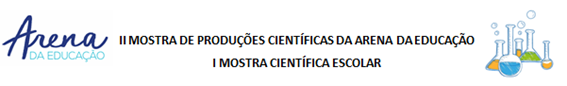 Arena
DA EDUCAÇÃO
II MOSTRA DE PRODUÇÕES CIENTÍFICAS DA ARENA DA EDUCAÇÃO
I MOSTRA CIENTÍFICA ESCOLAR